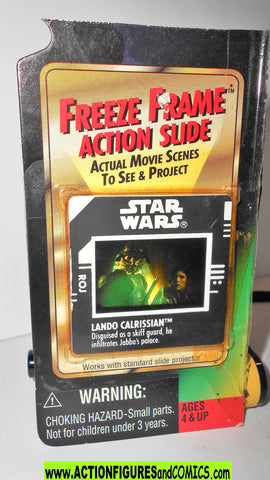 FREEZE FRAME™
ACTION SLIDE
ACTUAL MOVIE SCENES
TO SEE & PROJECT
STAR
WARS®
ROJ
LANDO CALRISSIAN™
Disguised as a skiff guard, he
infiltrates Jabba's palace.
Works with standard slide projector
WARNING:
CHOKING HAZARD-Small parts.
Not for children under 3 years.
AGES
4 & UP
www.ACTIONFIGURESandCOMICS.com